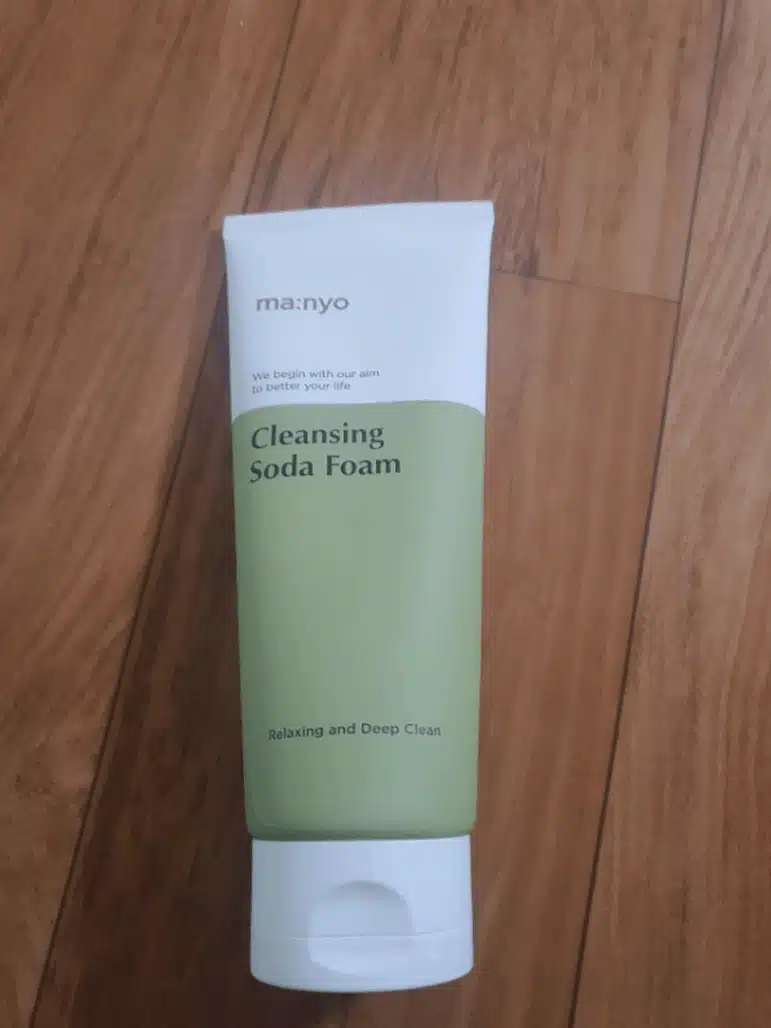 ma:nyo
We begin with our aim
to better your life
Cleansing
Soda Foam
Relaxing and Deep Clean